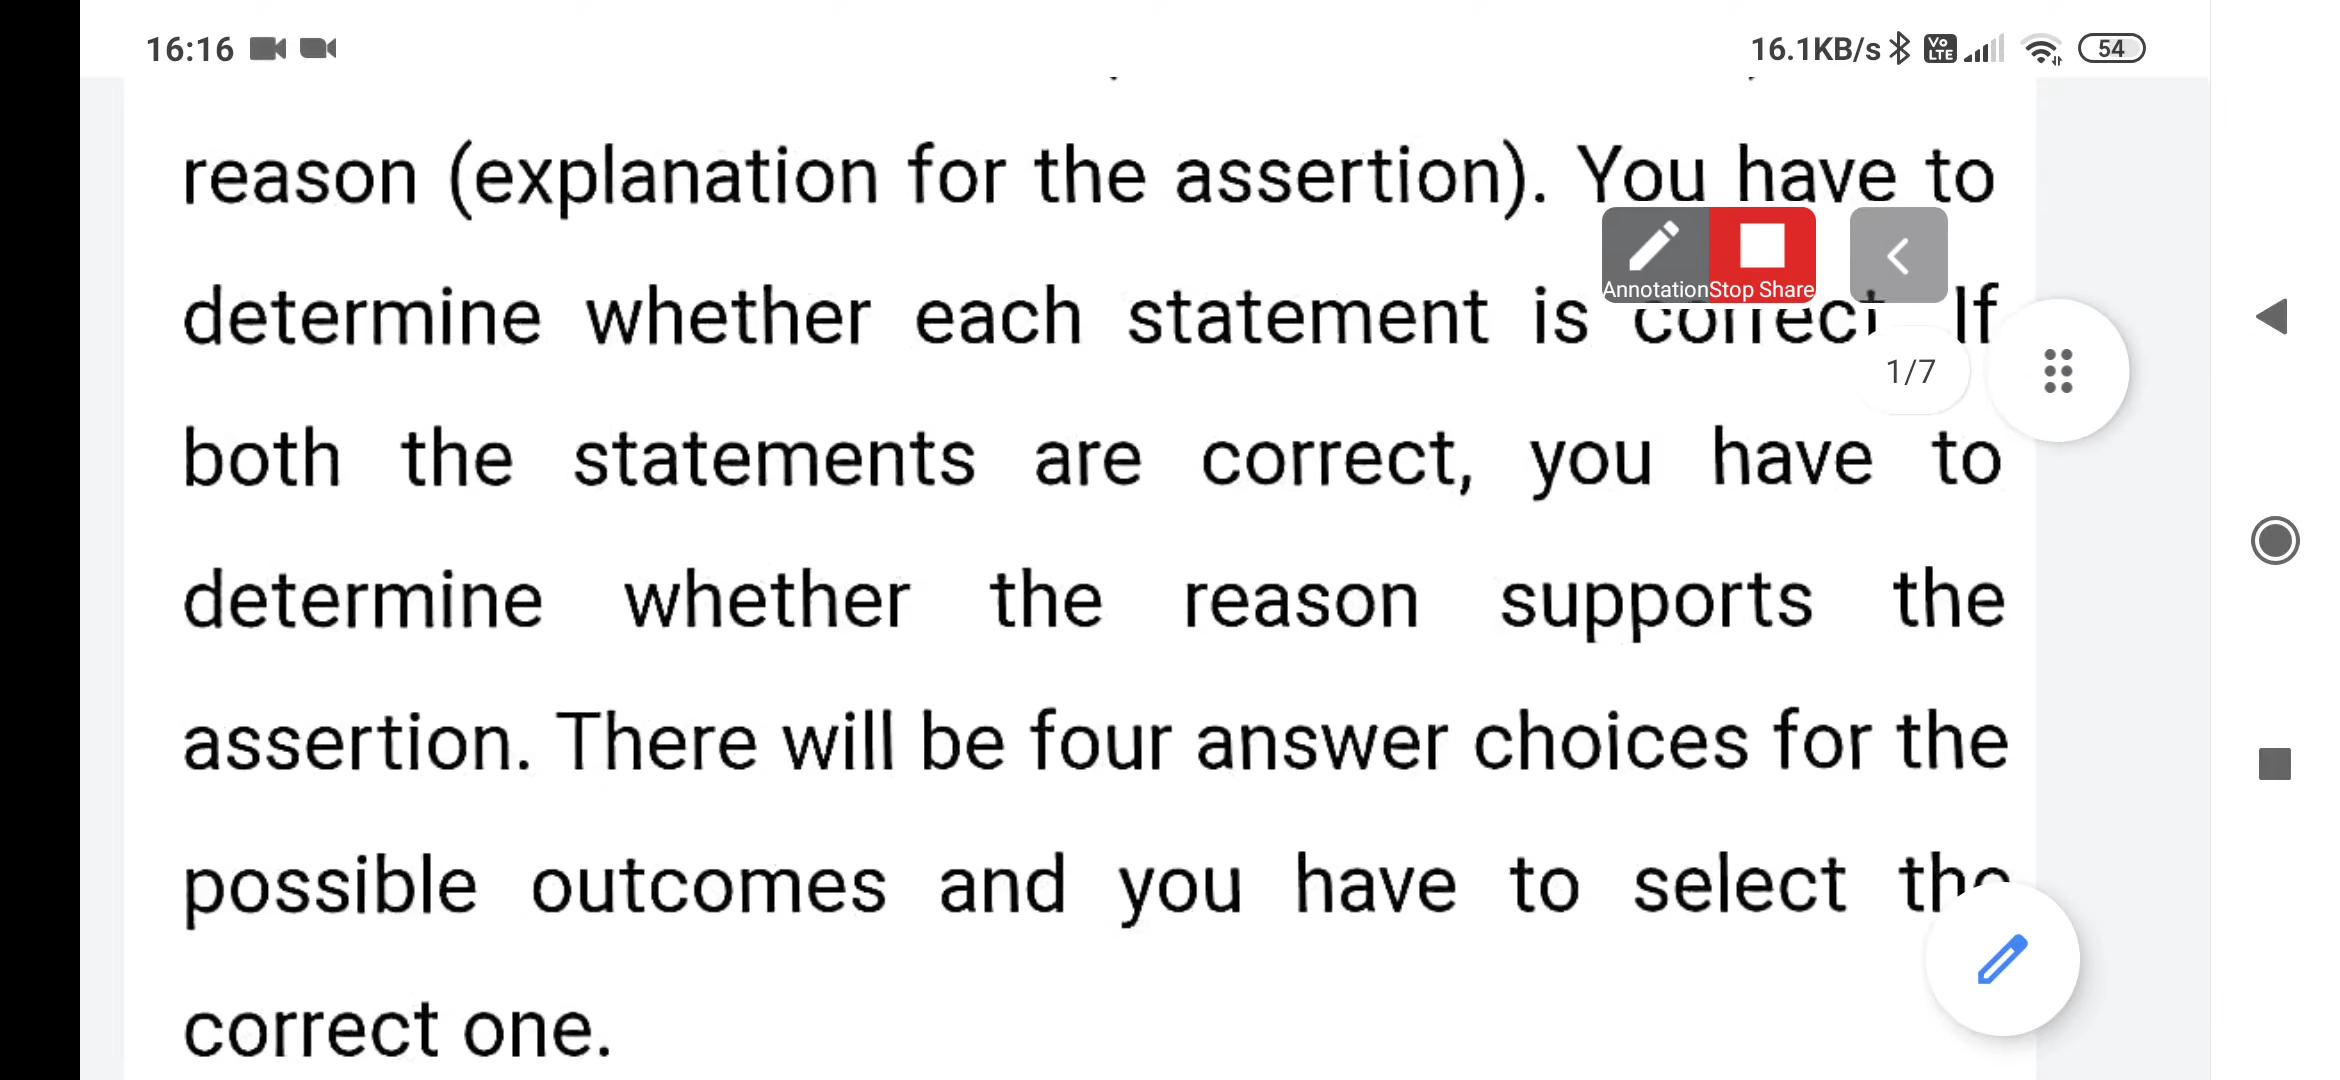 16:16
16.1KB/s Vo LTE 54
reason (explanation for the assertion). You have to
Annotation Stop Share
determine whether each statement is correct If
1/7
both the statements are correct, you have to
determine whether the reason supports the
assertion. There will be four answer choices for the
possible outcomes and you have to select the
correct one.